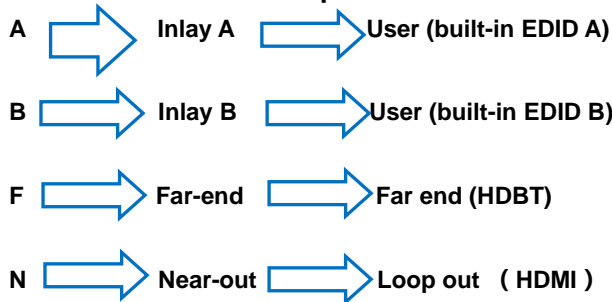 A Inlay A User (built-in EDID A)
B Inlay B User (built-in EDID B)
F Far-end Far end (HDBT)
N Near-out Loop out （ HDMI ）